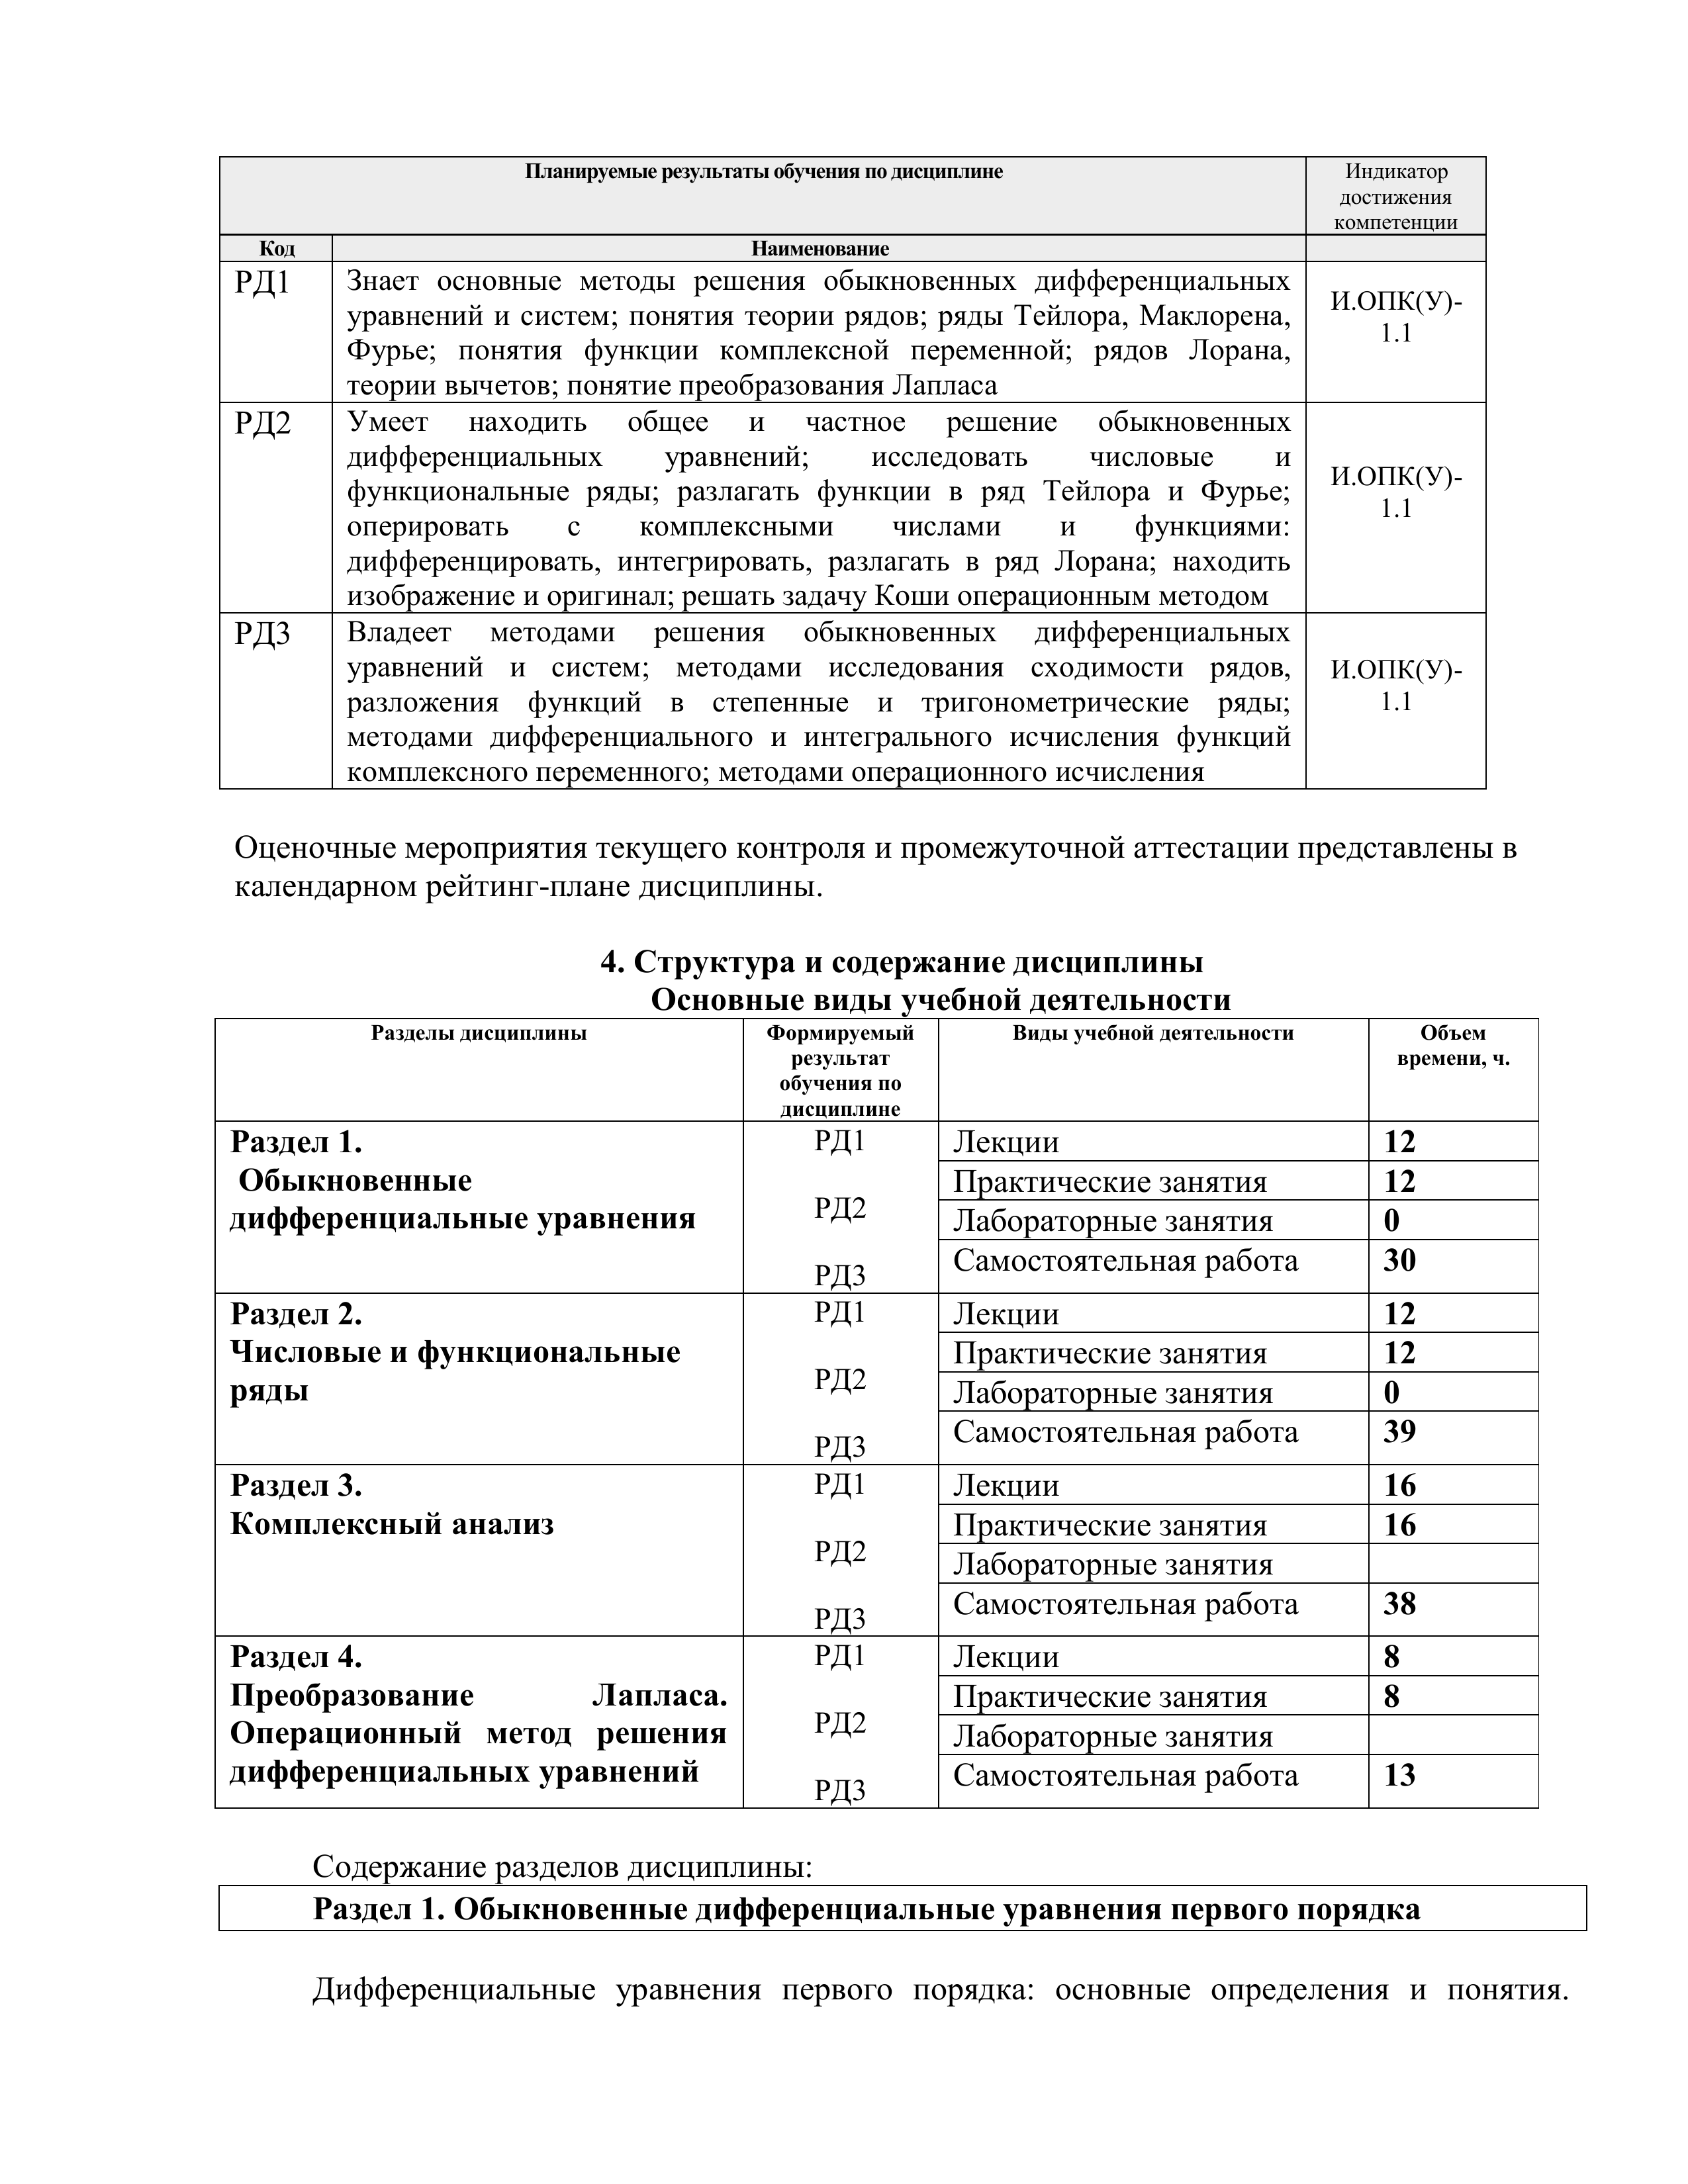 Планируемые результаты обучения по дисциплине
Индикатор
достижения
компетенции
Код
Наименование
РД1
Знает основные методы решения обыкновенных дифференциальных
уравнений и систем; понятия теории рядов; ряды Тейлора, Маклорена,
Фурье; понятия функции комплексной переменной; рядов Лорана,
теории вычетов; понятие преобразования Лапласа
И.ОПК(У)-
1.1
РД2
Умеет находить общее и частное решение обыкновенных
дифференциальных уравнений; исследовать числовые и
функциональные ряды; разлагать функции в ряд Тейлора и Фурье;
оперировать с комплексными числами и функциями:
дифференцировать, интегрировать, разлагать в ряд Лорана; находить
изображение и оригинал; решать задачу Коши операционным методом
И.ОПК(У)-
1.1
РД3
Владеет методами решения обыкновенных дифференциальных
уравнений и систем; методами исследования сходимости рядов,
разложения функций в степенные и тригонометрические ряды;
методами дифференциального и интегрального исчисления функций
комплексного переменного; методами операционного исчисления
И.ОПК(У)-
1.1
Оценочные мероприятия текущего контроля и промежуточной аттестации представлены в
календарном рейтинг-плане дисциплины.
4. Структура и содержание дисциплины
Основные виды учебной деятельности
Разделы дисциплины
Формируемый
результат
обучения по
дисциплине
Виды учебной деятельности
Объем
времени, ч.
Раздел 1.
Обыкновенные
дифференциальные уравнения
РД1
РД2
РД3
Лекции
12
Практические занятия
12
Лабораторные занятия
0
Самостоятельная работа
30
Раздел 2.
Числовые и функциональные
ряды
РД1
РД2
РД3
Лекции
12
Практические занятия
12
Лабораторные занятия
0
Самостоятельная работа
39
Раздел 3.
Комплексный анализ
РД1
РД2
РД3
Лекции
16
Практические занятия
16
Лабораторные занятия
Самостоятельная работа
38
Раздел 4.
Преобразование Лапласа.
Операционный метод решения
дифференциальных уравнений
РД1
РД2
РД3
Лекции
8
Практические занятия
8
Лабораторные занятия
Самостоятельная работа
13
Содержание разделов дисциплины:
Раздел 1. Обыкновенные дифференциальные уравнения первого порядка
Дифференциальные уравнения первого порядка: основные определения и понятия.